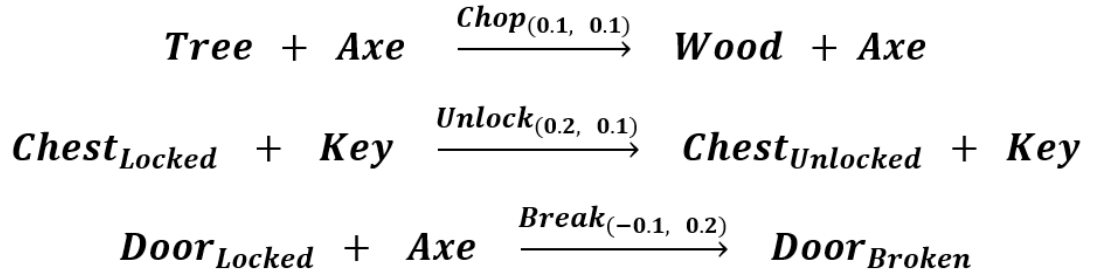 Tree + Axe Chop(0.1, 0.1) Wood + Axe
ChestLocked + Key Unlock(0.2, 0.1) ChestUnlocked + Key
DoorLocked + Axe Break(−0.1, 0.2) DoorBroken